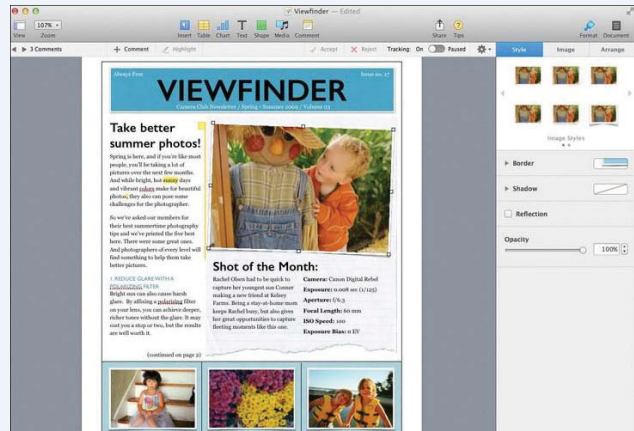 Viewfinder — Edited
107%
View Zoom Insert Table Chart Text Shape Media Comment Share Tips Format Document
3 Comments + Comment Highlight Accept Reject Tracking: On Paused
Style Image Arrange
Always Free Issue no. 17
VIEWFINDER
Camera Club Newsletter / Spring - Summer 2009 / Volume 03
Take better
summer photos!
Spring is here, and if you're like most
people, you'll be taking a lot of
pictures over the next few months.
And while bright, hot sunny days
and vibrant colors make for beautiful
photos, they also can pose some
challenges for the photographer.
So we've asked our members for
their best summertime photography
tips and we've printed the five best
here. There were some great ones.
And photographers of every level will
find something to help them take
better pictures.
1 REDUCE GLARE WITH A
POLARIZING FILTER
Bright sun can also cause harsh
glare. By affixing a polarizing filter
on your lens, you can achieve deeper,
richer tones without the glare. It may
cost you a stop or two, but the results
are well worth it.
(continued on page 2)
Shot of the Month:
Rachel Olsen had to be quick to
capture her youngest son Conner
making a new friend at Kelsey
Farms. Being a stay-at-home mom
keeps Rachel busy, but also gives
her great opportunities to capture
fleeting moments like this one.
Camera: Canon Digital Rebel
Exposure: 0.008 sec (1/125)
Aperture: f/6.3
Focal Length: 60 mm
ISO Speed: 100
Exposure Bias: 0 EV
Image Styles
Border
Shadow
Reflection
Opacity
100%